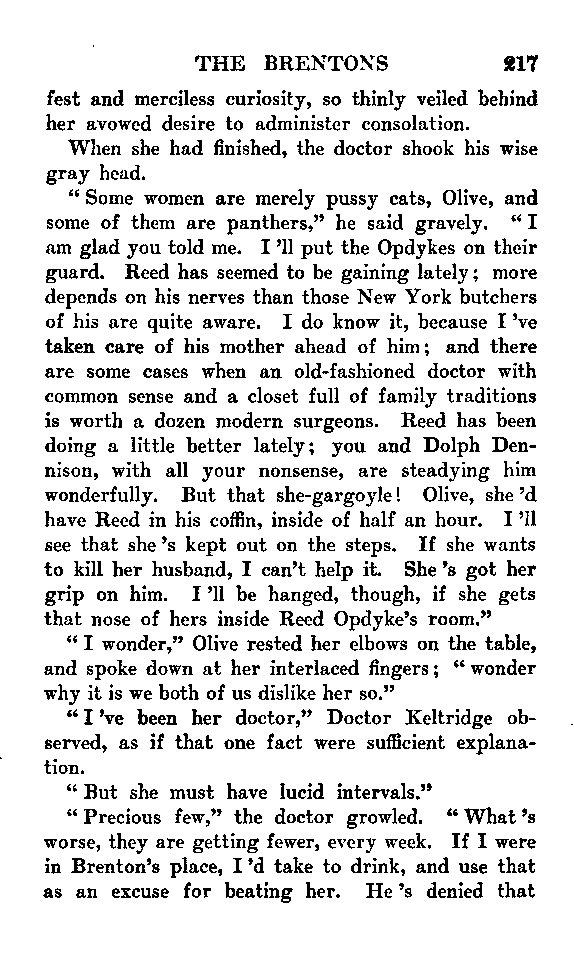 THE BRENTONS 217
fest and merciless curiosity, so thinly veiled behind
her avowed desire to administer consolation.
When she had finished, the doctor shook his wise
gray head.
“ Some women are merely pussy cats, Olive, and
some of them are panthers,” he said gravely. “ I
am glad you told me. I ’ll put the Opdykes on their
guard. Reed has seemed to be gaining lately; more
depends on his nerves than those New York butchers
of his are quite aware. I do know it, because I ’ve
taken care of his mother ahead of him; and there
are some cases when an old-fashioned doctor with
common sense and a closet full of family traditions
is worth a dozen modern surgeons. Reed has been
doing a little better lately; you and Dolph Den-
nison, with all your nonsense, are steadying him
wonderfully. But that she-gargoyle! Olive, she ’d
have Reed in his coffin, inside of half an hour. I ’ll
see that she ’s kept out on the steps. If she wants
to kill her husband, I can’t help it. She ’s got her
grip on him. I ’ll be hanged, though, if she gets
that nose of hers inside Reed Opdyke’s room.”
“ I wonder,” Olive rested her elbows on the table,
and spoke down at her interlaced fingers; “ wonder
why it is we both of us dislike her so.”
“ I ’ve been her doctor,” Doctor Keltridge ob-
served, as if that one fact were sufficient explana-
tion.
“ But she must have lucid intervals.”
“ Precious few,” the doctor growled. “ What ’s
worse, they are getting fewer, every week. If I were
in Brenton’s place, I ’d take to drink, and use that
as an excuse for beating her. He ’s denied that